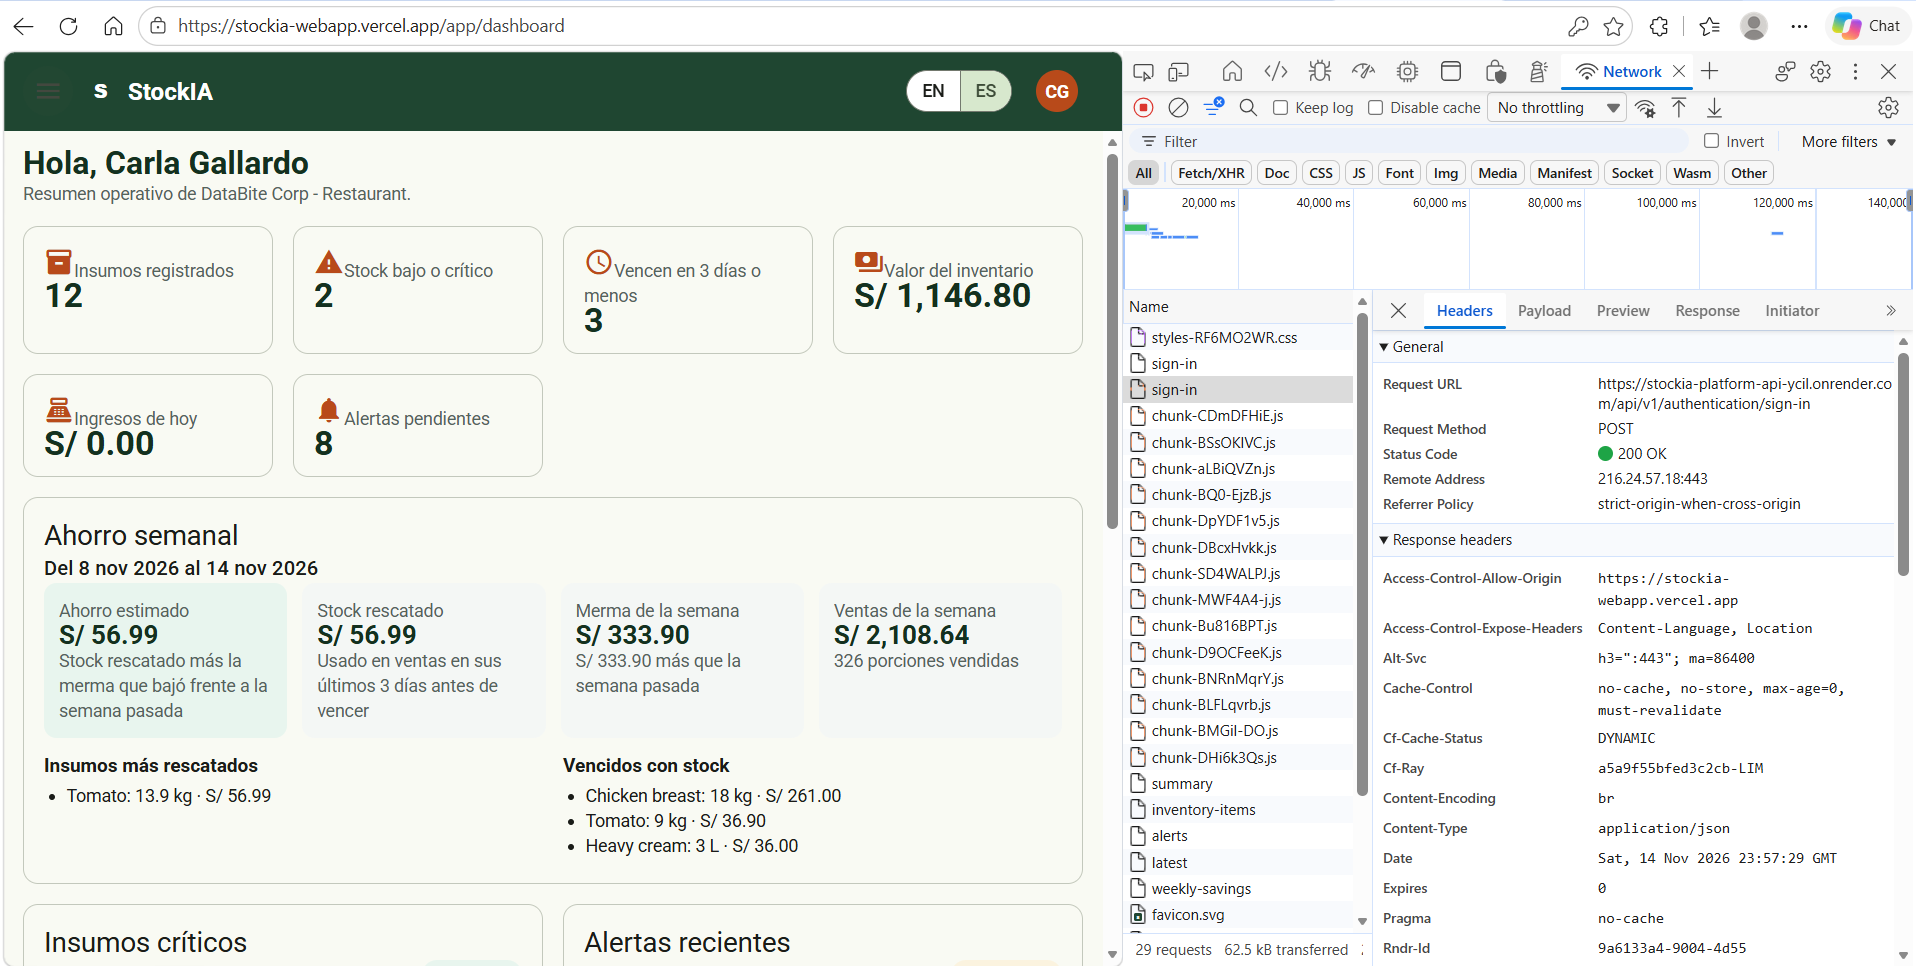 https://stockia-webapp.vercel.app/app/dashboard
Chat
S StockIA
EN ES
CG
Hola, Carla Gallardo
Resumen operativo de DataBite Corp - Restaurant.
Insumos registrados
12
Stock bajo o crítico
2
Vencen en 3 días o
menos
3
Valor del inventario
S/ 1,146.80
Ingresos de hoy
S/ 0.00
Alertas pendientes
8
Ahorro semanal
Del 8 nov 2026 al 14 nov 2026
Ahorro estimado
S/ 56.99
Stock rescatado más la
merma que bajó frente a la
semana pasada
Stock rescatado
S/ 56.99
Usado en ventas en sus
últimos 3 días antes de
vencer
Merma de la semana
S/ 333.90
S/ 333.90 más que la
semana pasada
Ventas de la semana
S/ 2,108.64
326 porciones vendidas
Insumos más rescatados
Tomato: 13.9 kg · S/ 56.99
Vencidos con stock
Chicken breast: 18 kg · S/ 261.00
Tomato: 9 kg · S/ 36.90
Heavy cream: 3 L · S/ 36.00
Insumos críticos
Alertas recientes
Network
Keep log
Disable cache
No throttling
Filter
Invert
More filters
All Fetch/XHR Doc CSS JS Font Img Media Manifest Socket Wasm Other
20,000 ms 40,000 ms 60,000 ms 80,000 ms 100,000 ms 120,000 ms 140,000
Name
styles-RF6MO2WR.css
sign-in
sign-in
chunk-CDmDFHiE.js
chunk-BSsOKIVC.js
chunk-aLBiQVZn.js
chunk-BQ0-EjzB.js
chunk-DpYDF1v5.js
chunk-DBcxHvkk.js
chunk-SD4WALPJ.js
chunk-MWF4A4-j.js
chunk-Bu816BPT.js
chunk-D9OCFeeK.js
chunk-BNRnMqrY.js
chunk-BLFLqvrb.js
chunk-BMGil-DO.js
chunk-DHi6k3Qs.js
summary
inventory-items
alerts
latest
weekly-savings
favicon.svg
29 requests 62.5 kB transferred
Headers Payload Preview Response Initiator
General
Request URL
https://stockia-platform-api-ycil.onrender.co
m/api/v1/authentication/sign-in
Request Method
POST
Status Code
200 OK
Remote Address
216.24.57.18:443
Referrer Policy
strict-origin-when-cross-origin
Response headers
Access-Control-Allow-Origin
https://stockia-
webapp.vercel.app
Access-Control-Expose-Headers
Content-Language, Location
Alt-Svc
h3=":443"; ma=86400
Cache-Control
no-cache, no-store, max-age=0,
must-revalidate
Cf-Cache-Status
DYNAMIC
Cf-Ray
a5a9f55bfed3c2cb-LIM
Content-Encoding
br
Content-Type
application/json
Date
Sat, 14 Nov 2026 23:57:29 GMT
Expires
0
Pragma
no-cache
Rndr-Id
9a6133a4-9004-4d55